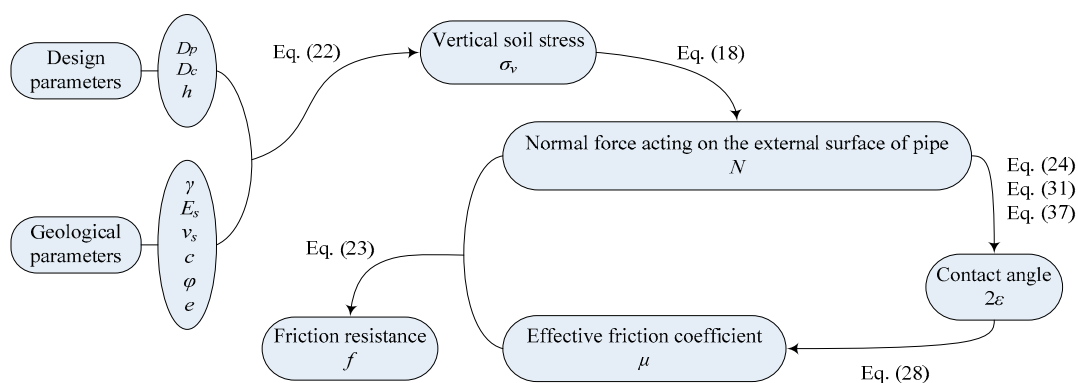 Design
parameters
Dp
Dc
h
Eq. (22)
Vertical soil stress
σv
Eq. (18)
Normal force acting on the external surface of pipe
N
Eq. (24)
Eq. (31)
Eq. (37)
Geological
parameters
γ
Es
vs
c
φ
e
Eq. (23)
Contact angle
2ε
Friction resistance
f
Effective friction coefficient
μ
Eq. (28)